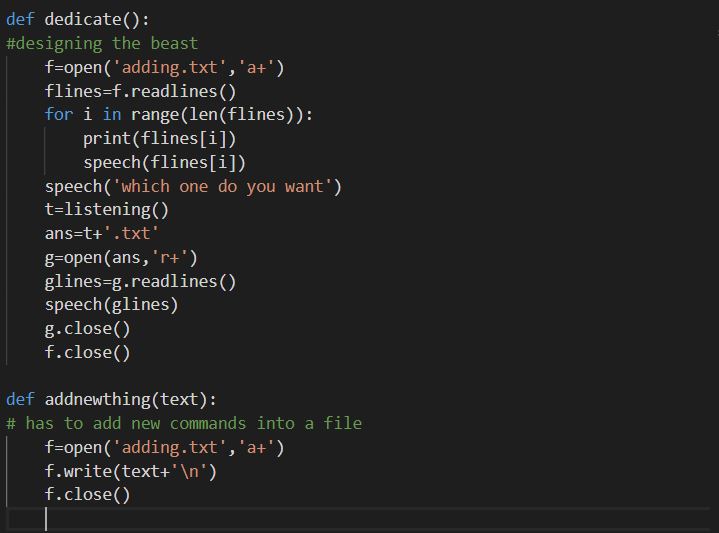 def dedicate():
#designing the beast
    f=open('adding.txt','a+')
    flines=f.readlines()
    for i in range(len(flines)):
        print(flines[i])
        speech(flines[i])
    speech('which one do you want')
    t=listening()
    ans=t+'.txt'
    g=open(ans,'r+')
    glines=g.readlines()
    speech(glines)
    g.close()
    f.close()

def addnewthing(text):
# has to add new commands into a file
    f=open('adding.txt','a+')
    f.write(text+'\n')
    f.close()